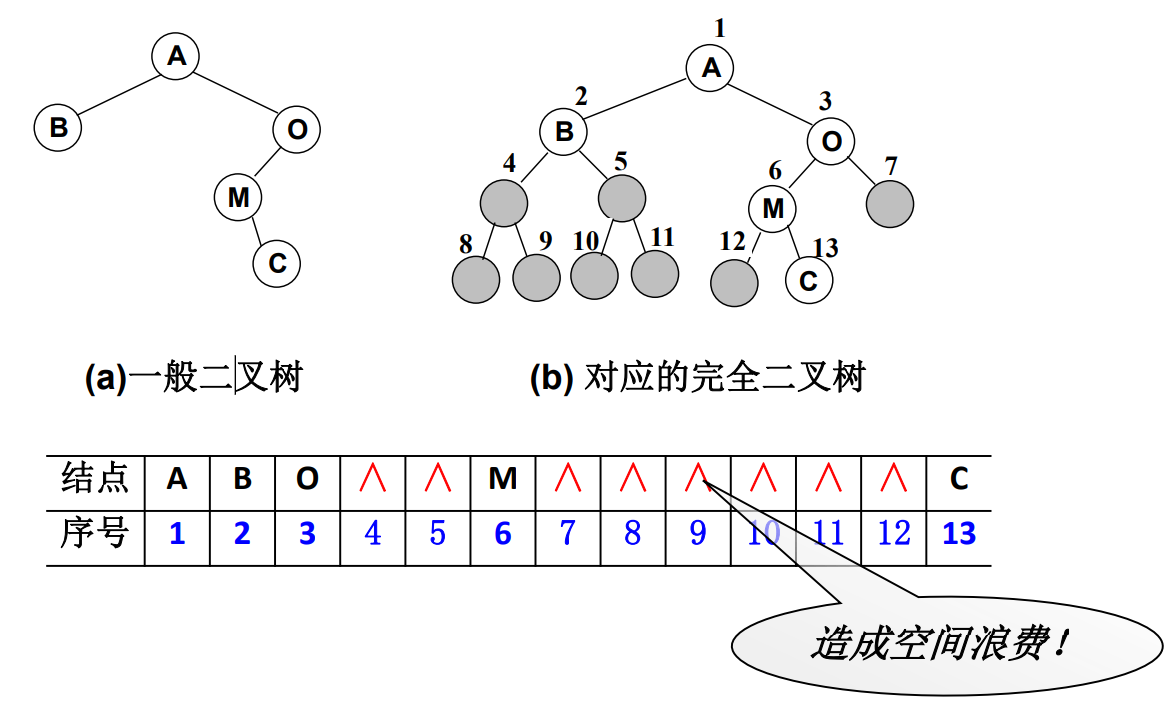 A
B
O
M
C
1
A
2
3
B
O
4
5
6
7
M
8
9
10
11
12
13
C
(a)一般二叉树
(b) 对应的完全二叉树
结点 A B O ∧ ∧ M ∧ ∧ ∧ ∧ ∧ ∧ C
序号 1 2 3 4 5 6 7 8 9 10 11 12 13
造成空间浪费！